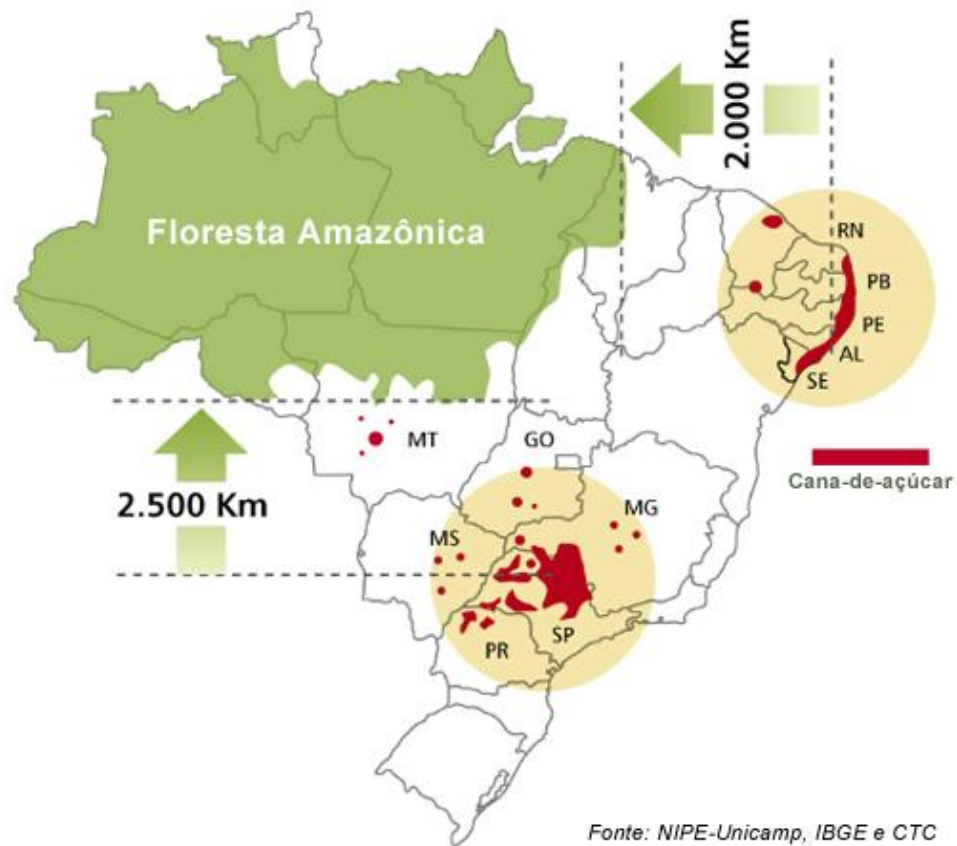 2.000 Km
Floresta Amazônica
RN
PB
PE
AL
SE
MT
GO
Cana-de-açúcar
2.500 Km
MG
MS
SP
PR
Fonte: NIPE-Unicamp, IBGE e CTC